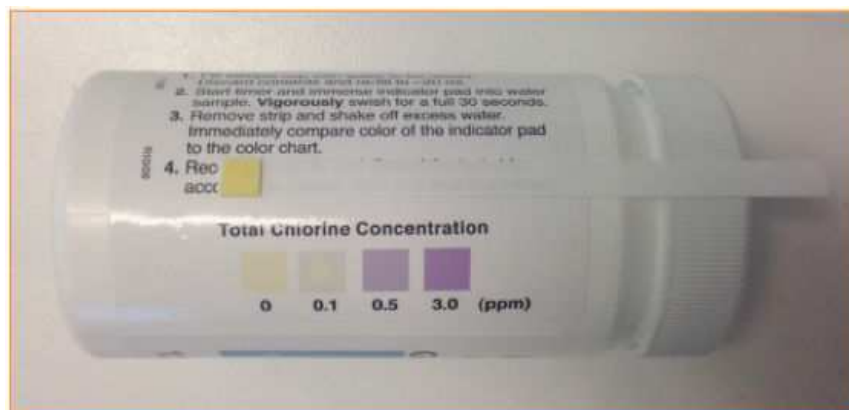 2. Start timer and immerse indicator pad into water
sample. Vigorously swish for a full 30 seconds.
3. Remove strip and shake off excess water.
Immediately compare color of the indicator pad
to the color chart.
4. Rec
acc
Total Chlorine Concentration
0 0.1 0.5 3.0 (ppm)